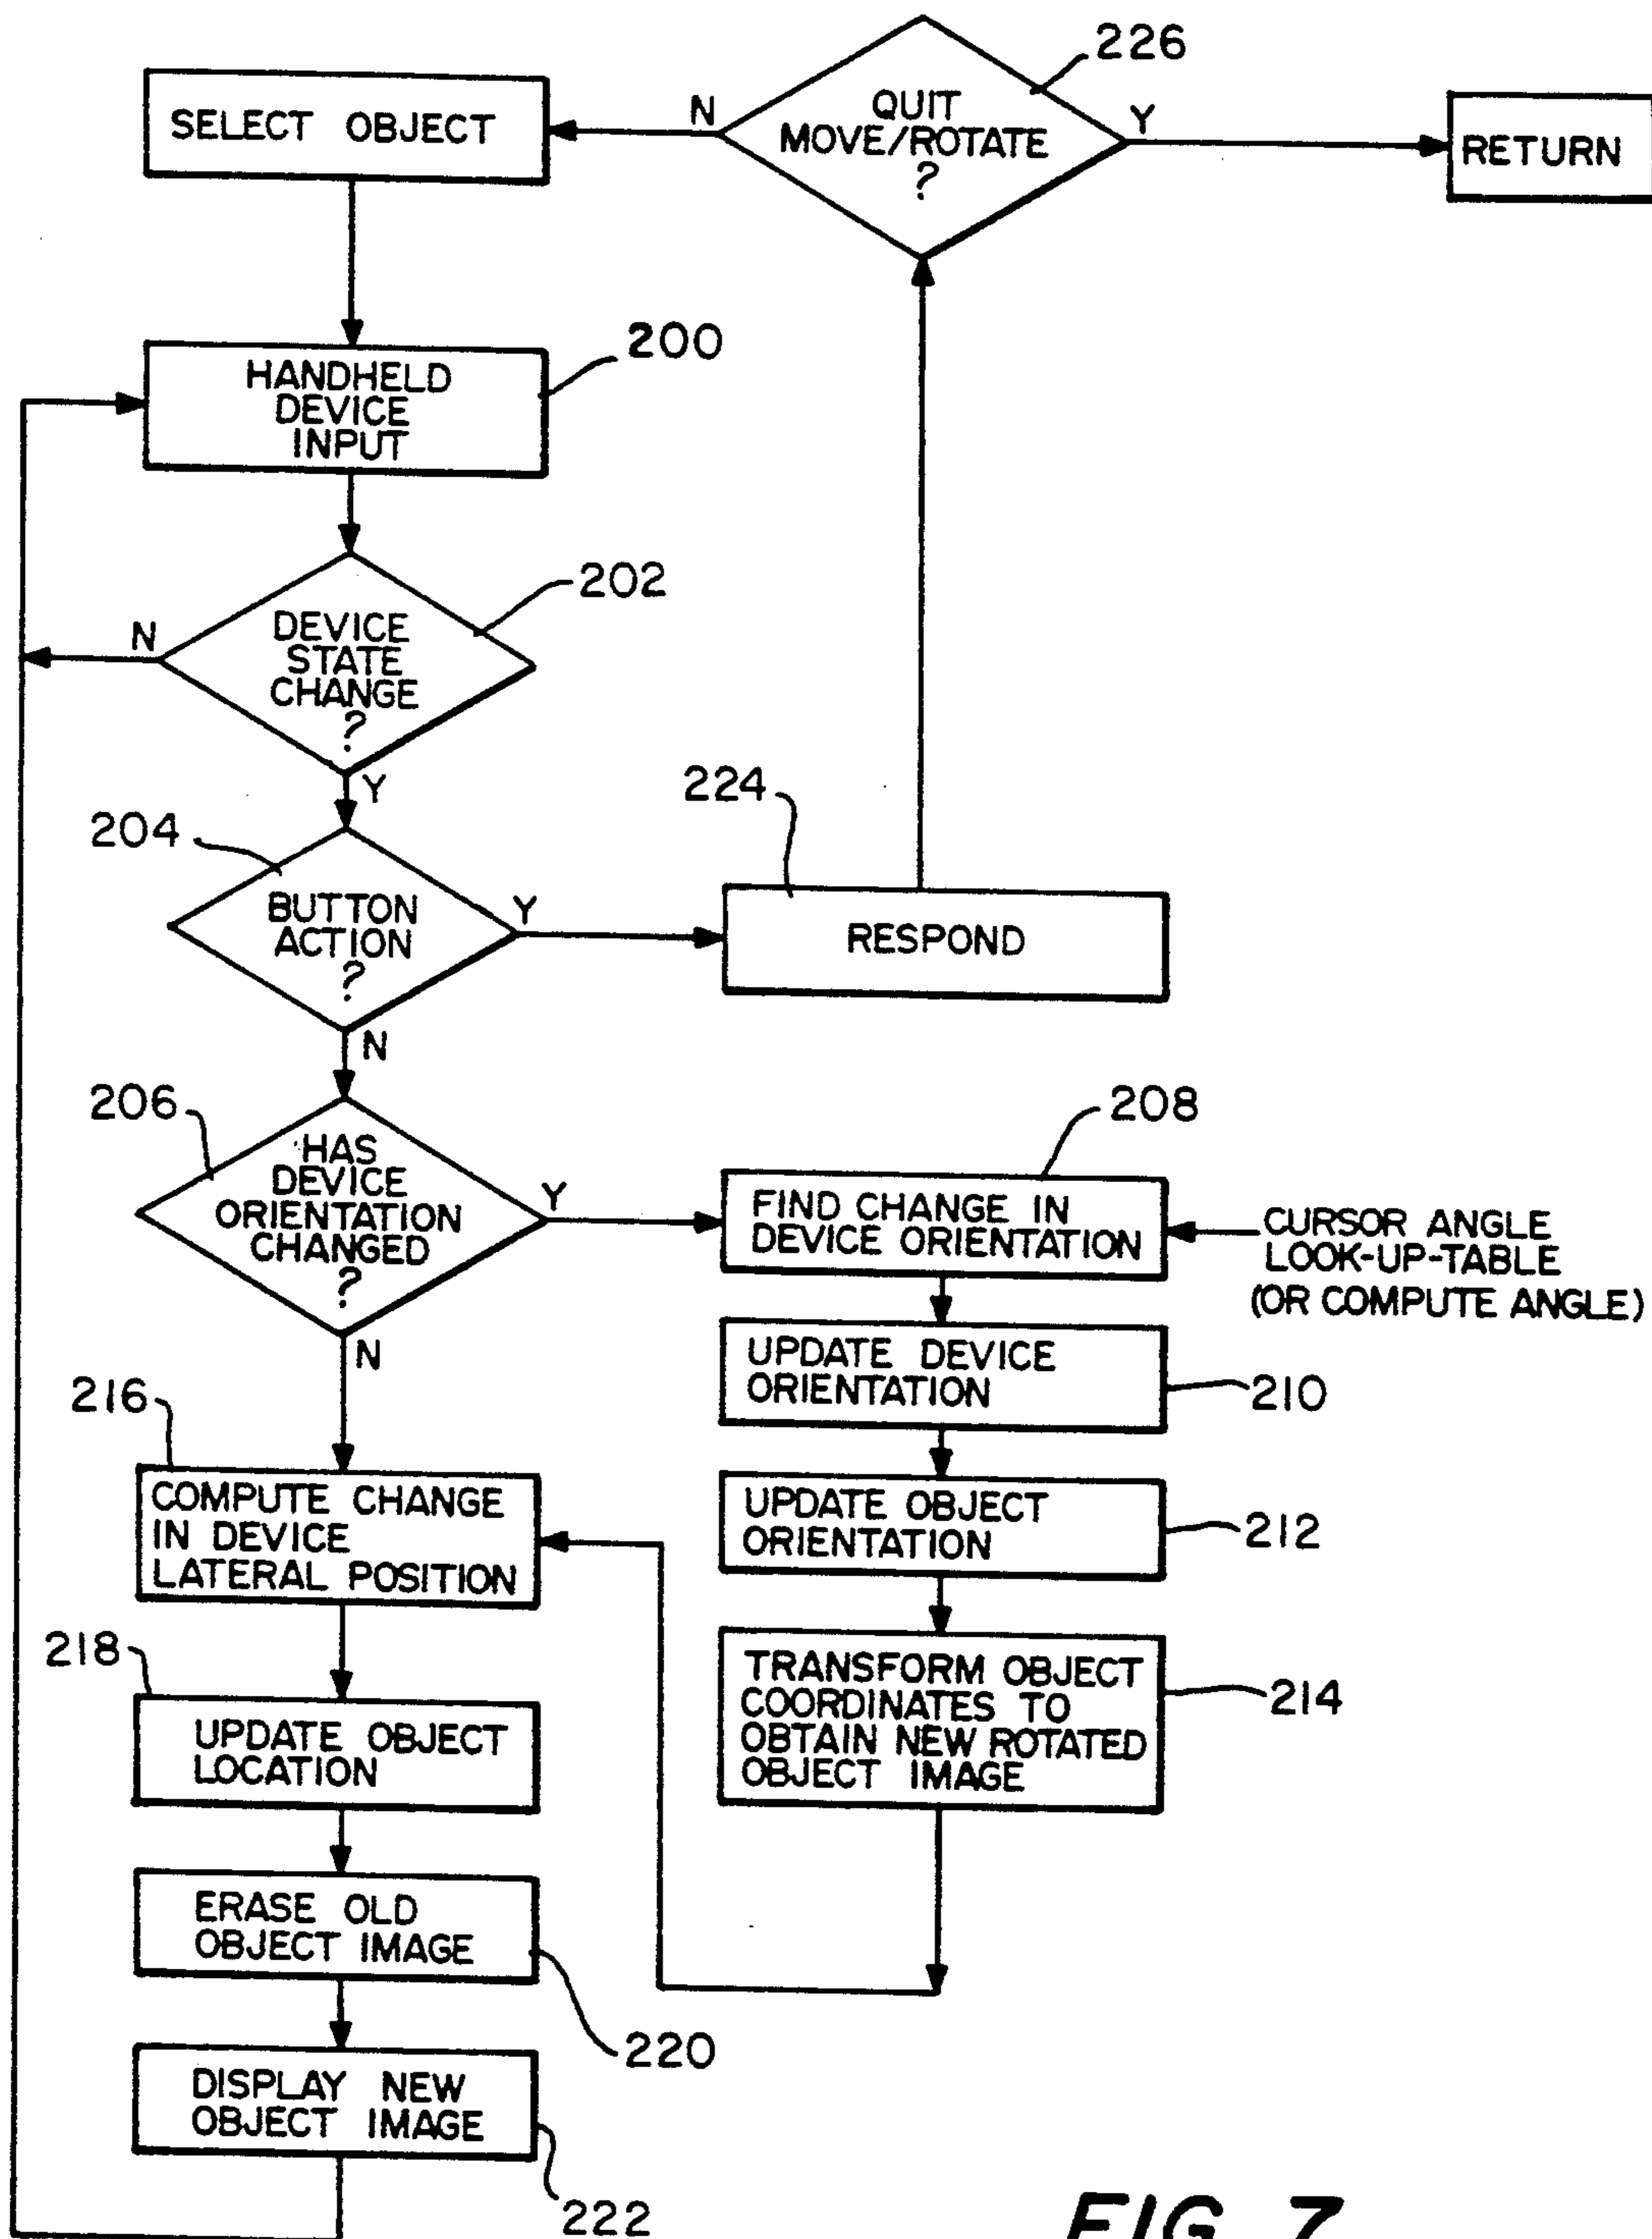 226
QUIT
MOVE/ROTATE
?
N
Y
SELECT OBJECT
RETURN
200
HANDHELD
DEVICE
INPUT
202
DEVICE
STATE
CHANGE
?
N
Y
204
BUTTON
ACTION
?
Y
N
224
RESPOND
206
HAS
DEVICE
ORIENTATION
CHANGED
?
Y
N
208
FIND CHANGE IN
DEVICE ORIENTATION
CURSOR ANGLE
LOOK-UP-TABLE
(OR COMPUTE ANGLE)
UPDATE DEVICE
ORIENTATION
210
216
COMPUTE CHANGE
IN DEVICE
LATERAL POSITION
UPDATE OBJECT
ORIENTATION
212
TRANSFORM OBJECT
COORDINATES TO
OBTAIN NEW ROTATED
OBJECT IMAGE
214
218
UPDATE OBJECT
LOCATION
ERASE OLD
OBJECT IMAGE
220
DISPLAY NEW
OBJECT IMAGE
222
FIG. 7